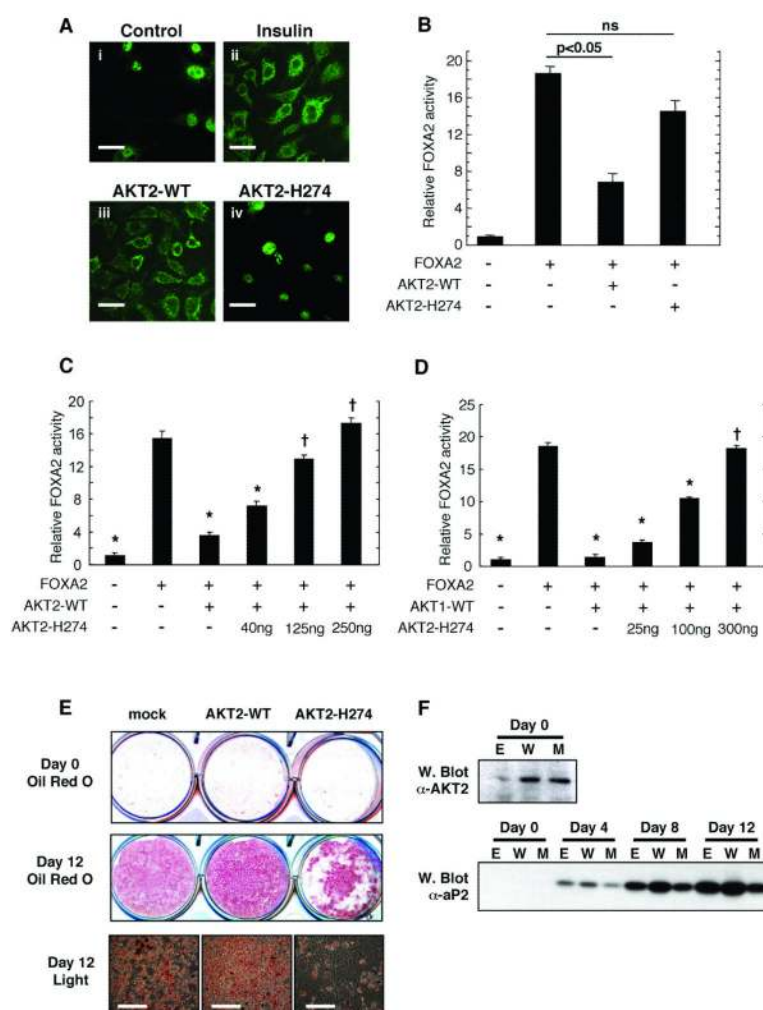 A
Control
Insulin
i
ii
AKT2-WT
AKT2-H274
iii
iv
B
ns
p<0.05
Relative FOXA2 activity
20
16
12
8
4
0
FOXA2 - + + +
AKT2-WT - - + -
AKT2-H274 - - - +
C
Relative FOXA2 activity
20
16
12
8
4
0
* * * † †
FOXA2 - + + + + +
AKT2-WT - - + + + +
AKT2-H274 - - - 40ng 125ng 250ng
D
Relative FOXA2 activity
25
20
15
10
5
0
* * * * †
FOXA2 - + + + + +
AKT1-WT - - + + + +
AKT2-H274 - - - 25ng 100ng 300ng
E
mock AKT2-WT AKT2-H274
Day 0
Oil Red O
Day 12
Oil Red O
Day 12
Light
F
Day 0
E W M
W. Blot
α-AKT2
Day 0 Day 4 Day 8 Day 12
E W M E W M E W M E W M
W. Blot
α-aP2